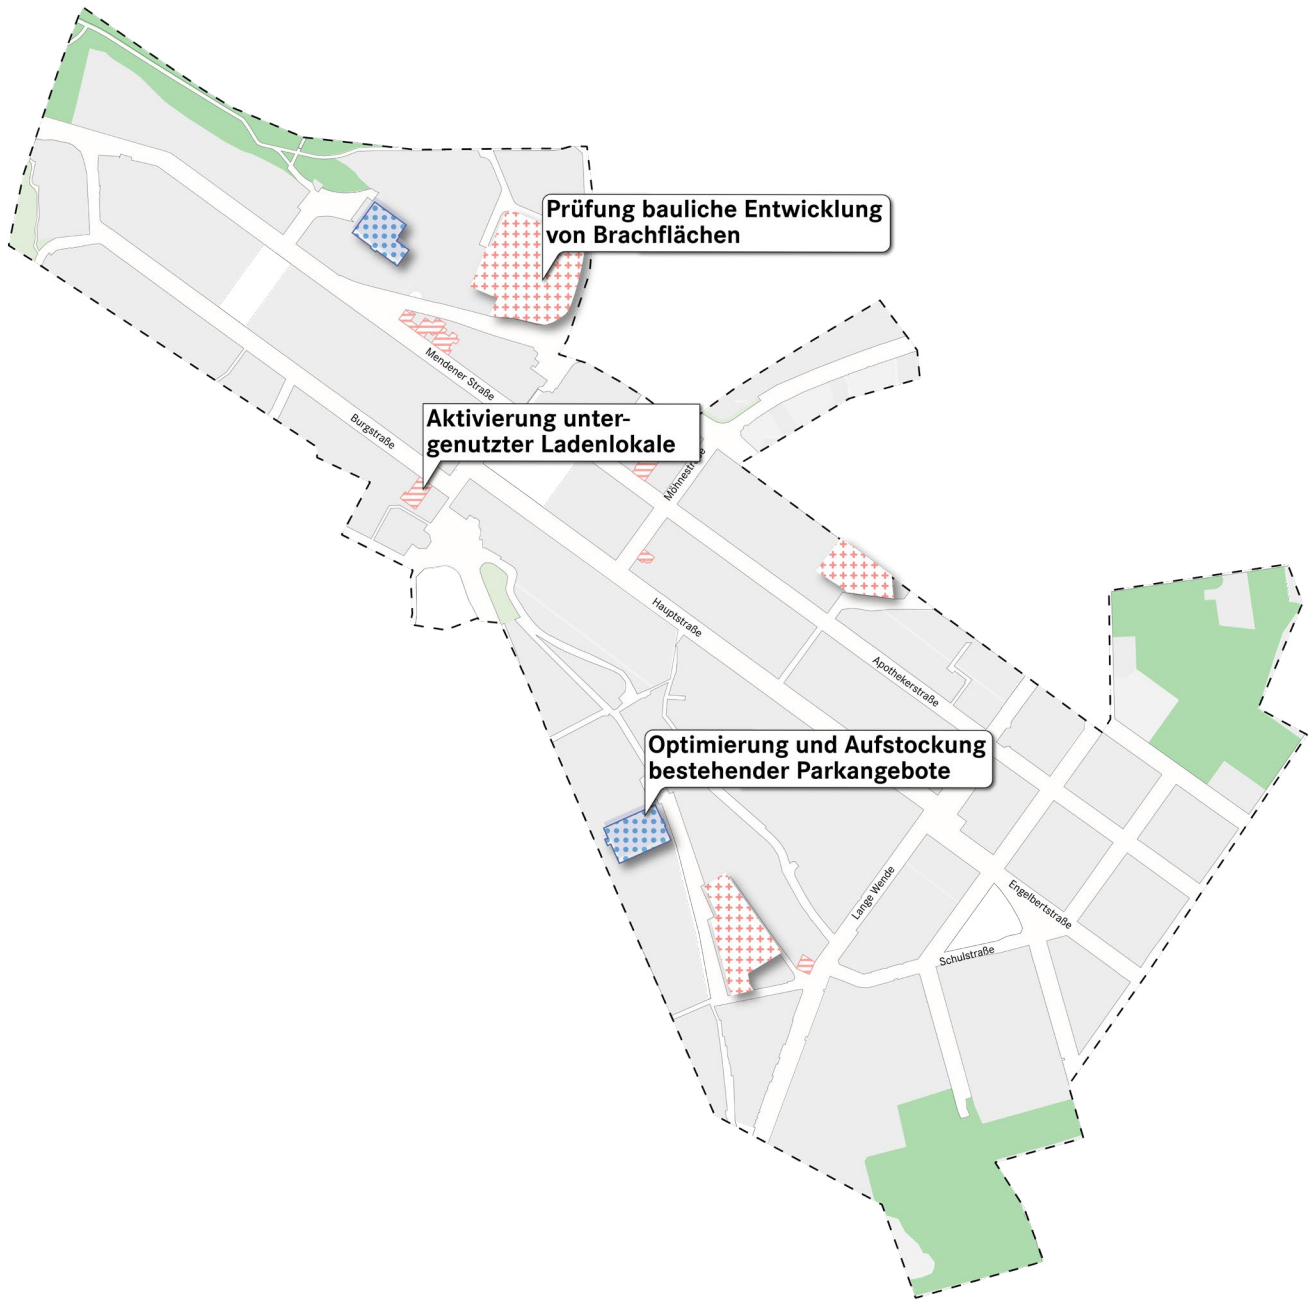 Prüfung bauliche Entwicklung
von Brachflächen
Mendener Straße
Aktivierung unter-
genutzter Ladenlokale
Burgstraße
Möhnestraße
Hauptstraße
Apothekerstraße
Optimierung und Aufstockung
bestehender Parkangebote
Lange Wende
Engelbertstraße
Schulstraße